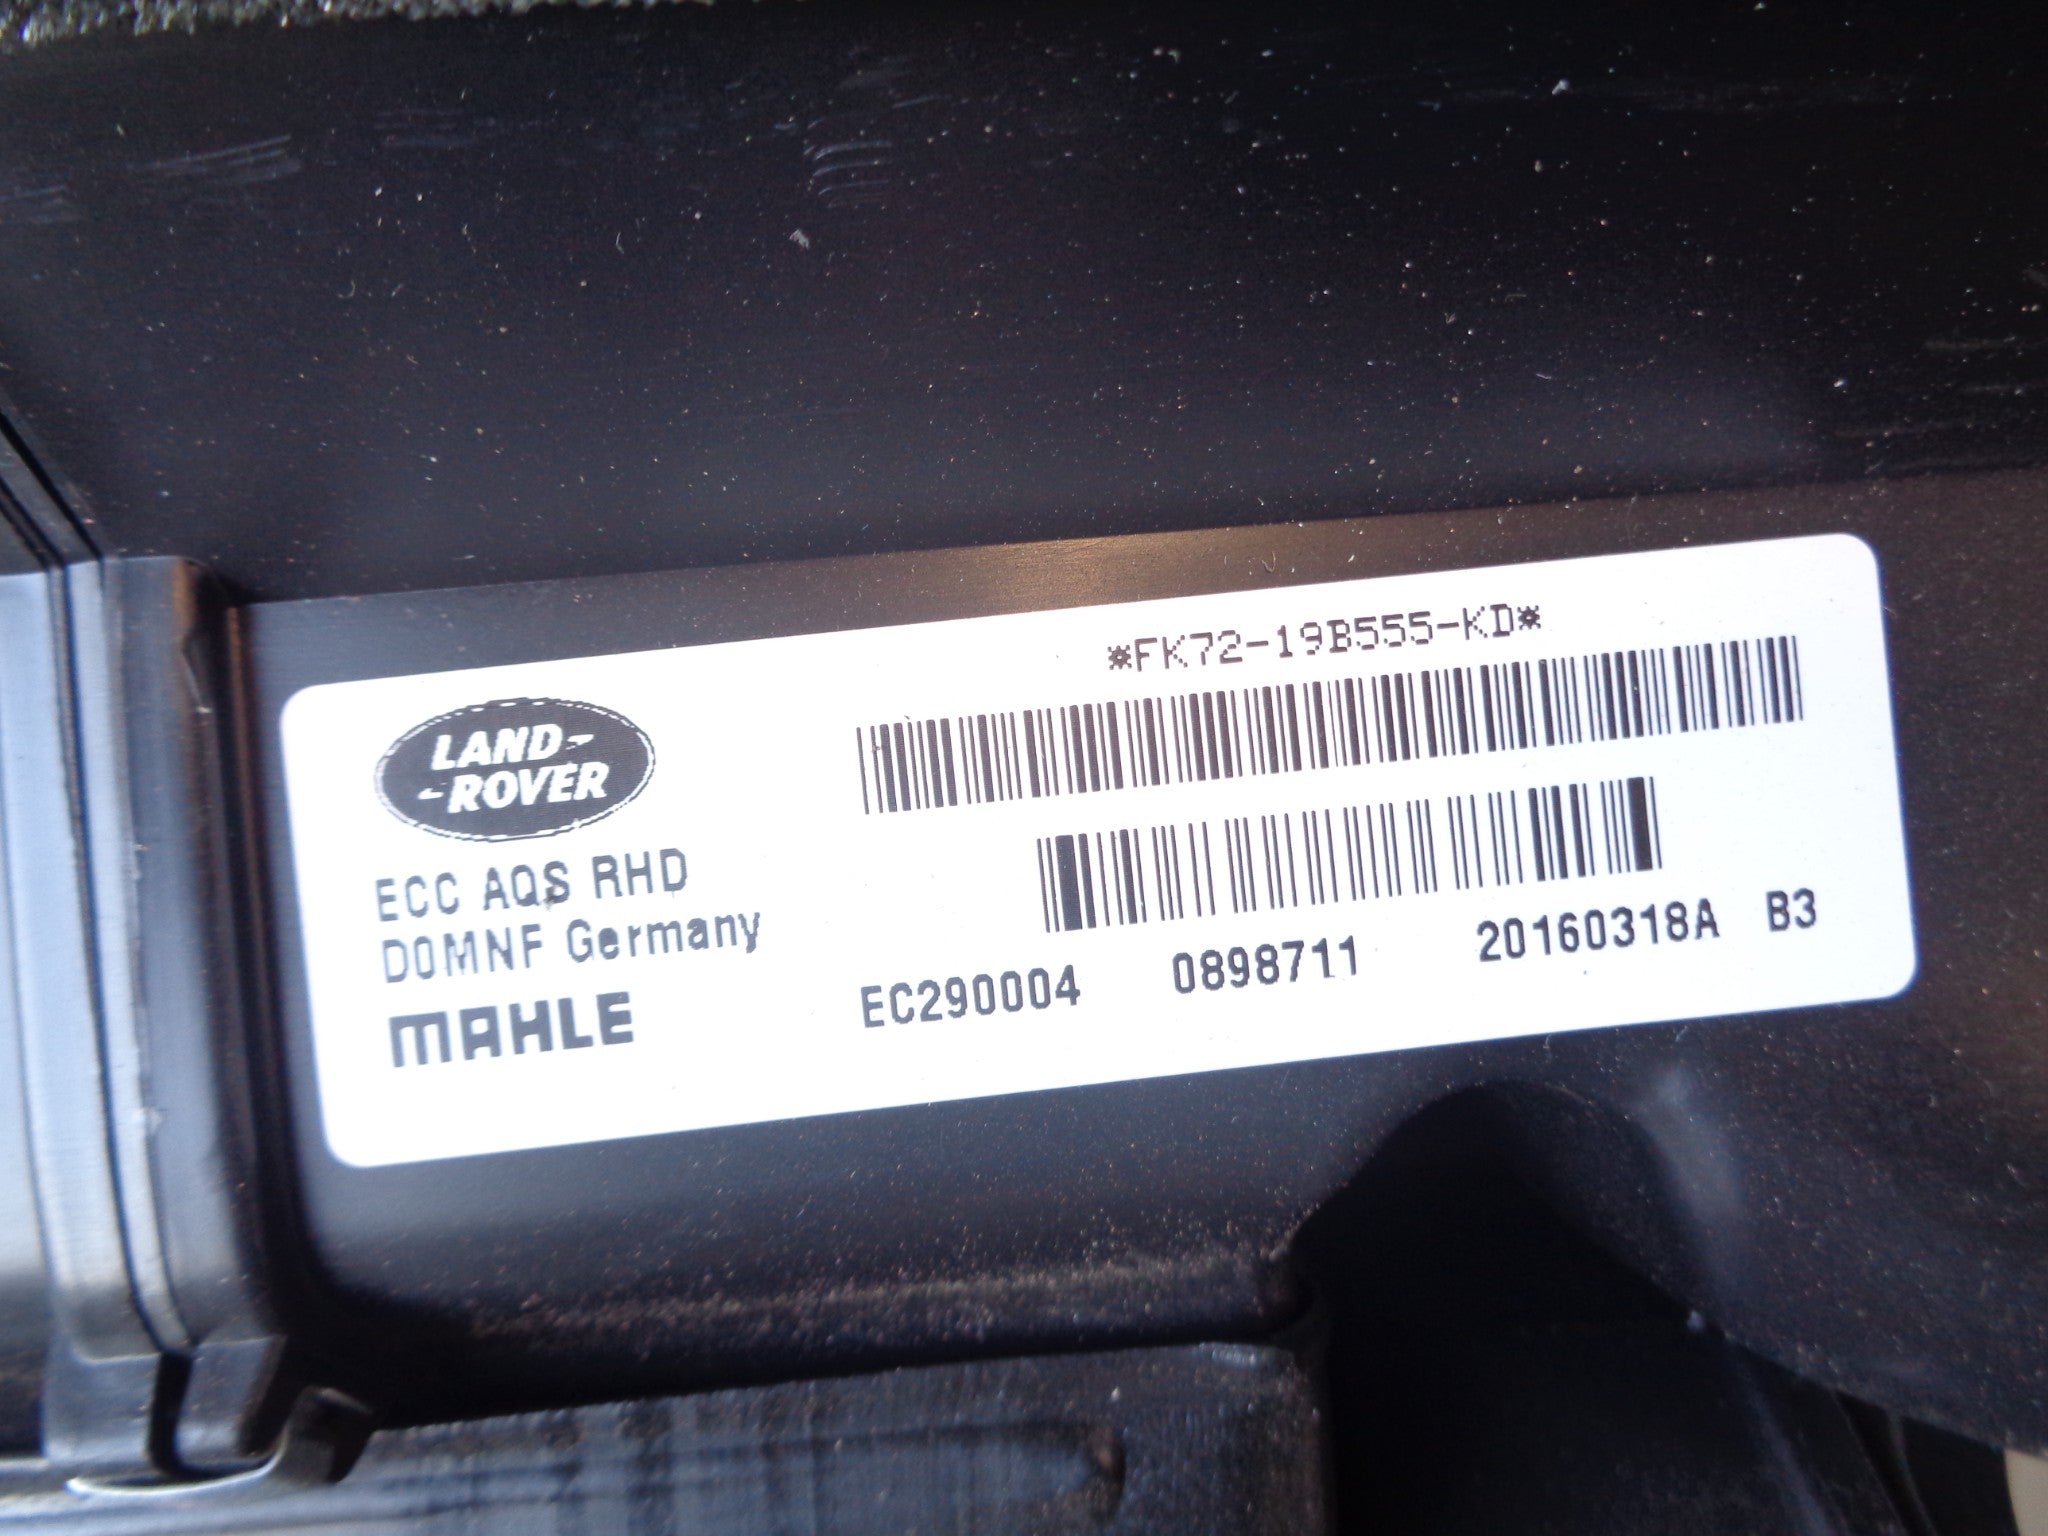 *FK72-19B555-KD*
LAND-
-ROVER
ECC AQS RHD
D0MNF Germany
MAHLE
EC290004 0898711 20160318A B3